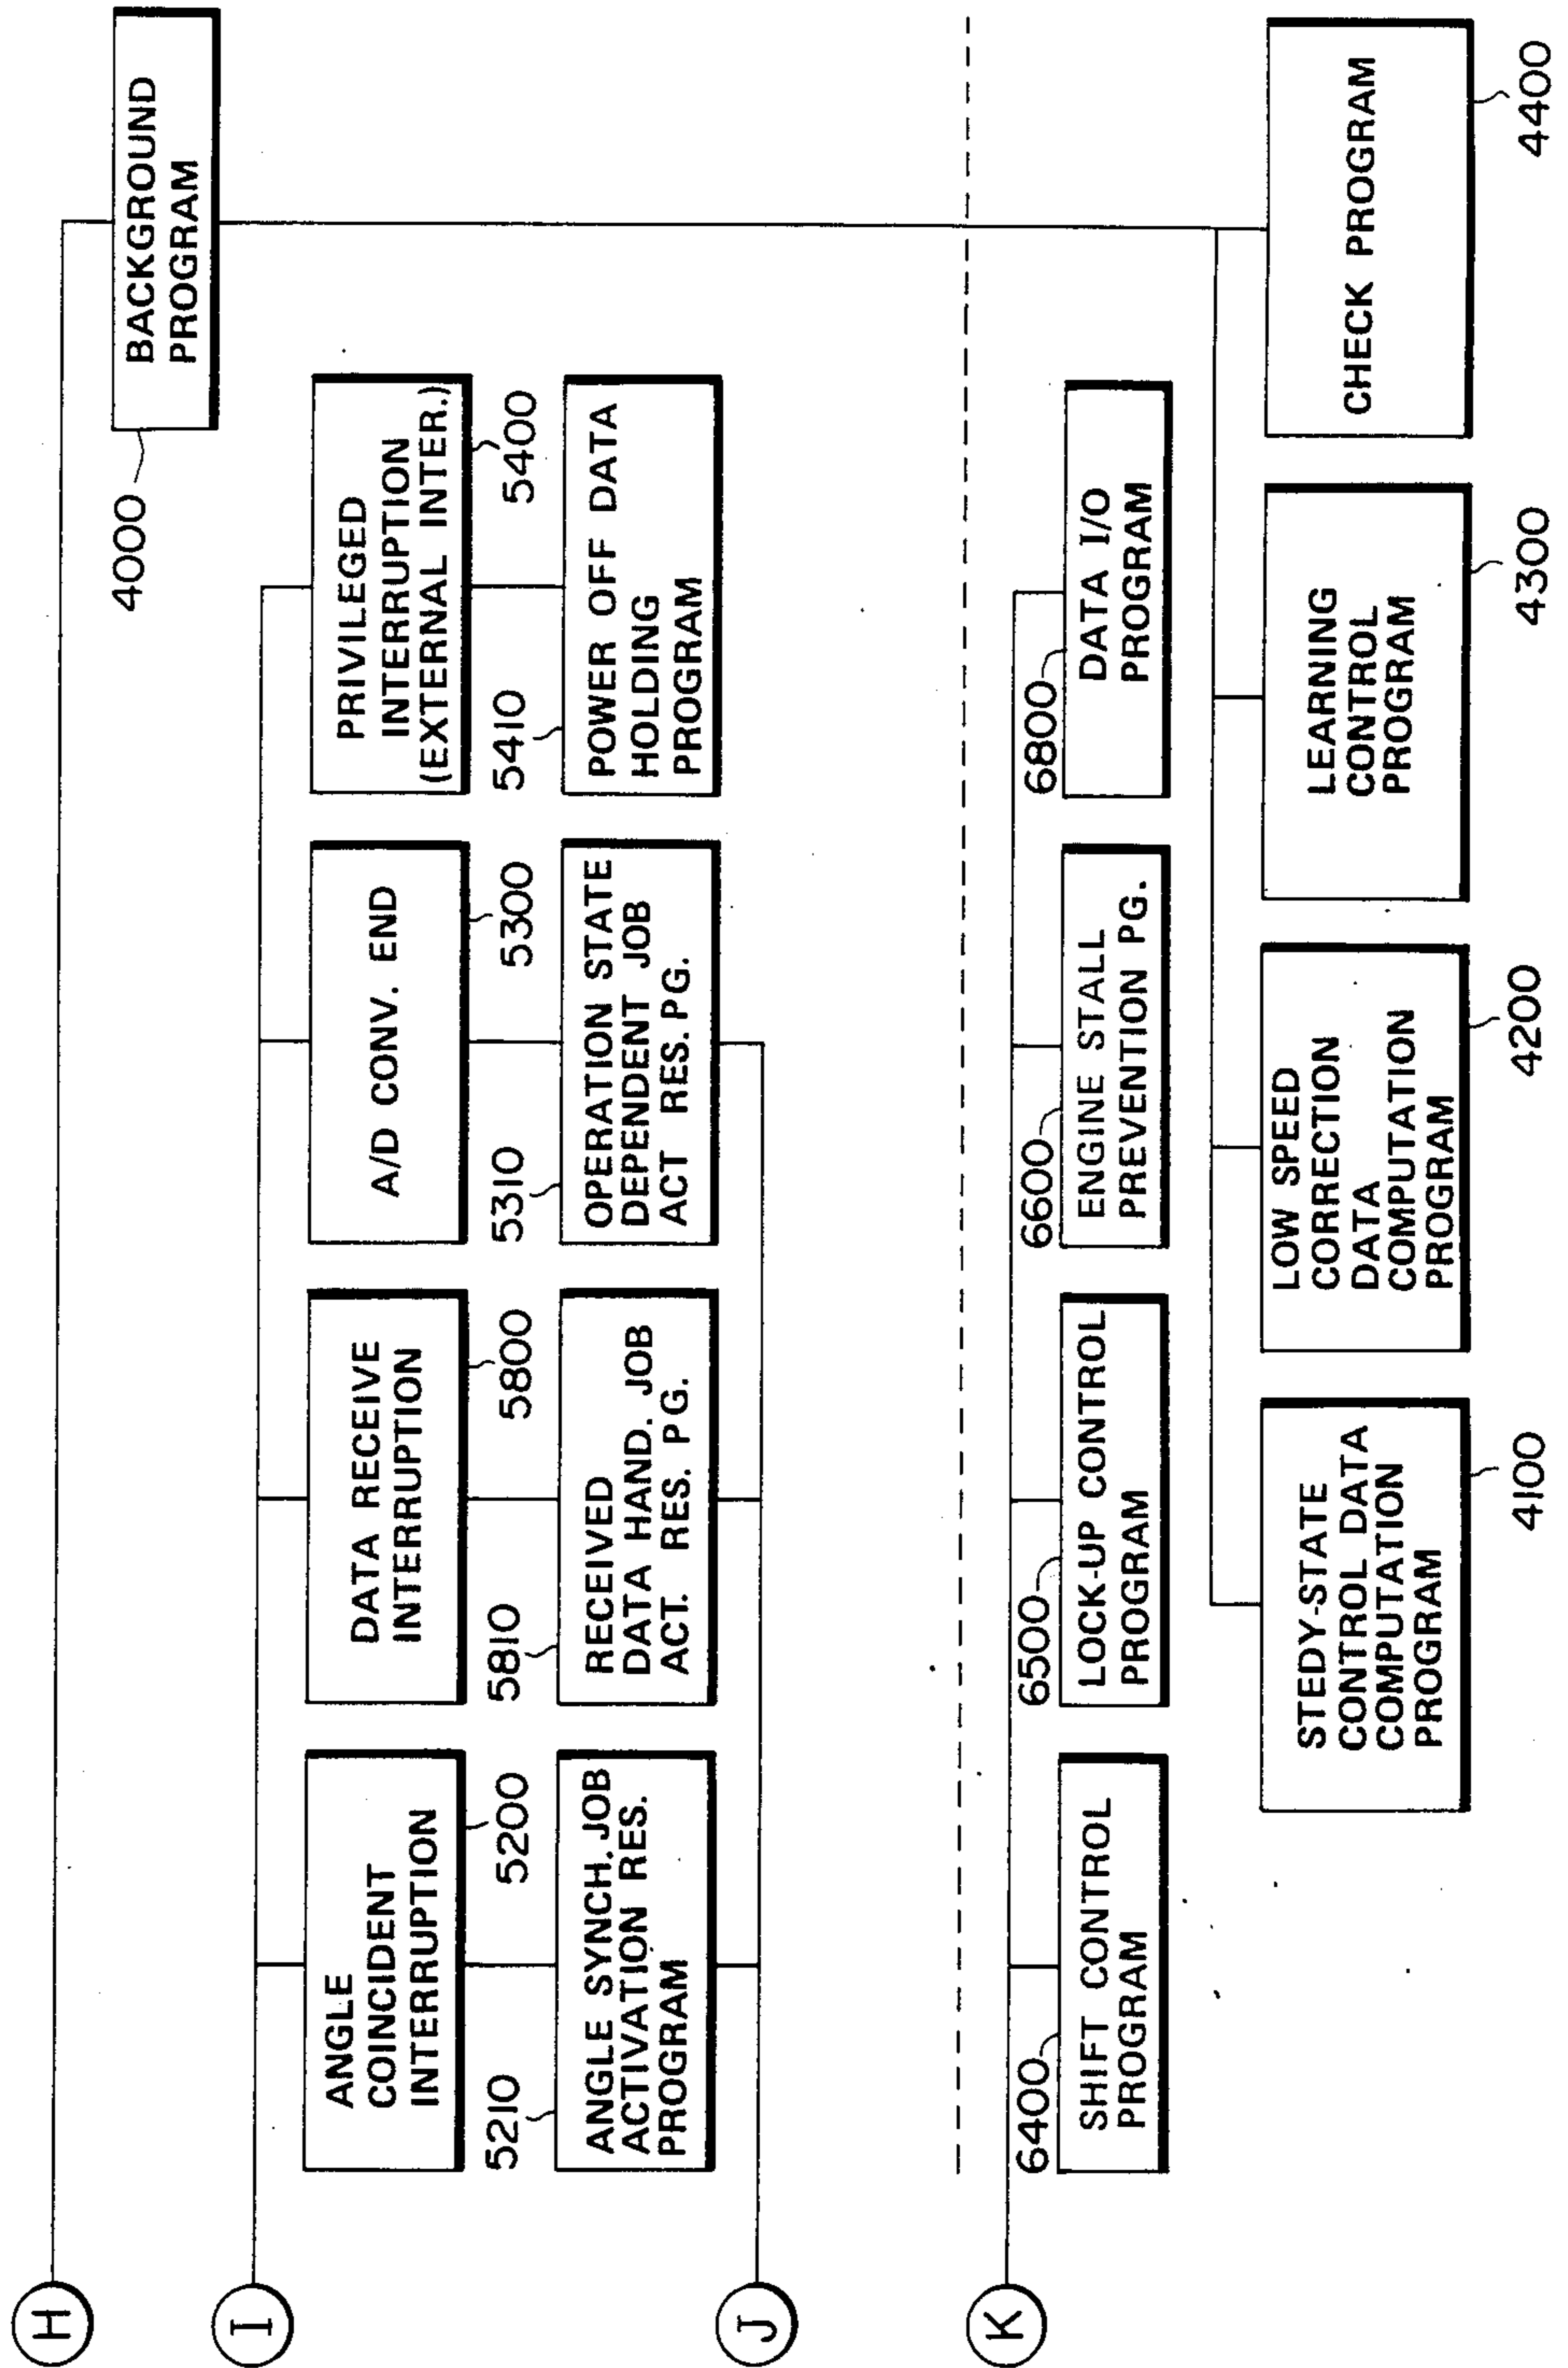 H
BACKGROUND
PROGRAM
4000
I
ANGLE
COINCIDENT
INTERRUPTION
5200
DATA RECEIVE
INTERRUPTION
5800
A/D CONV. END
5300
PRIVILEGED
INTERRUPTION
(EXTERNAL INTER.)
5400
5210
ANGLE SYNCH. JOB
ACTIVATION RES.
PROGRAM
5810
RECEIVED
DATA HAND. JOB
ACT. RES. PG.
5310
OPERATION STATE
DEPENDENT JOB
ACT RES. PG.
5410
POWER OFF DATA
HOLDING
PROGRAM
J
K
6400
SHIFT CONTROL
PROGRAM
6500
LOCK-UP CONTROL
PROGRAM
6600
ENGINE STALL
PREVENTION PG.
6800
DATA I/O
PROGRAM
STEDY-STATE
CONTROL DATA
COMPUTATION
PROGRAM
4100
LOW SPEED
CORRECTION
DATA
COMPUTATION
PROGRAM
4200
LEARNING
CONTROL
PROGRAM
4300
CHECK PROGRAM
4400